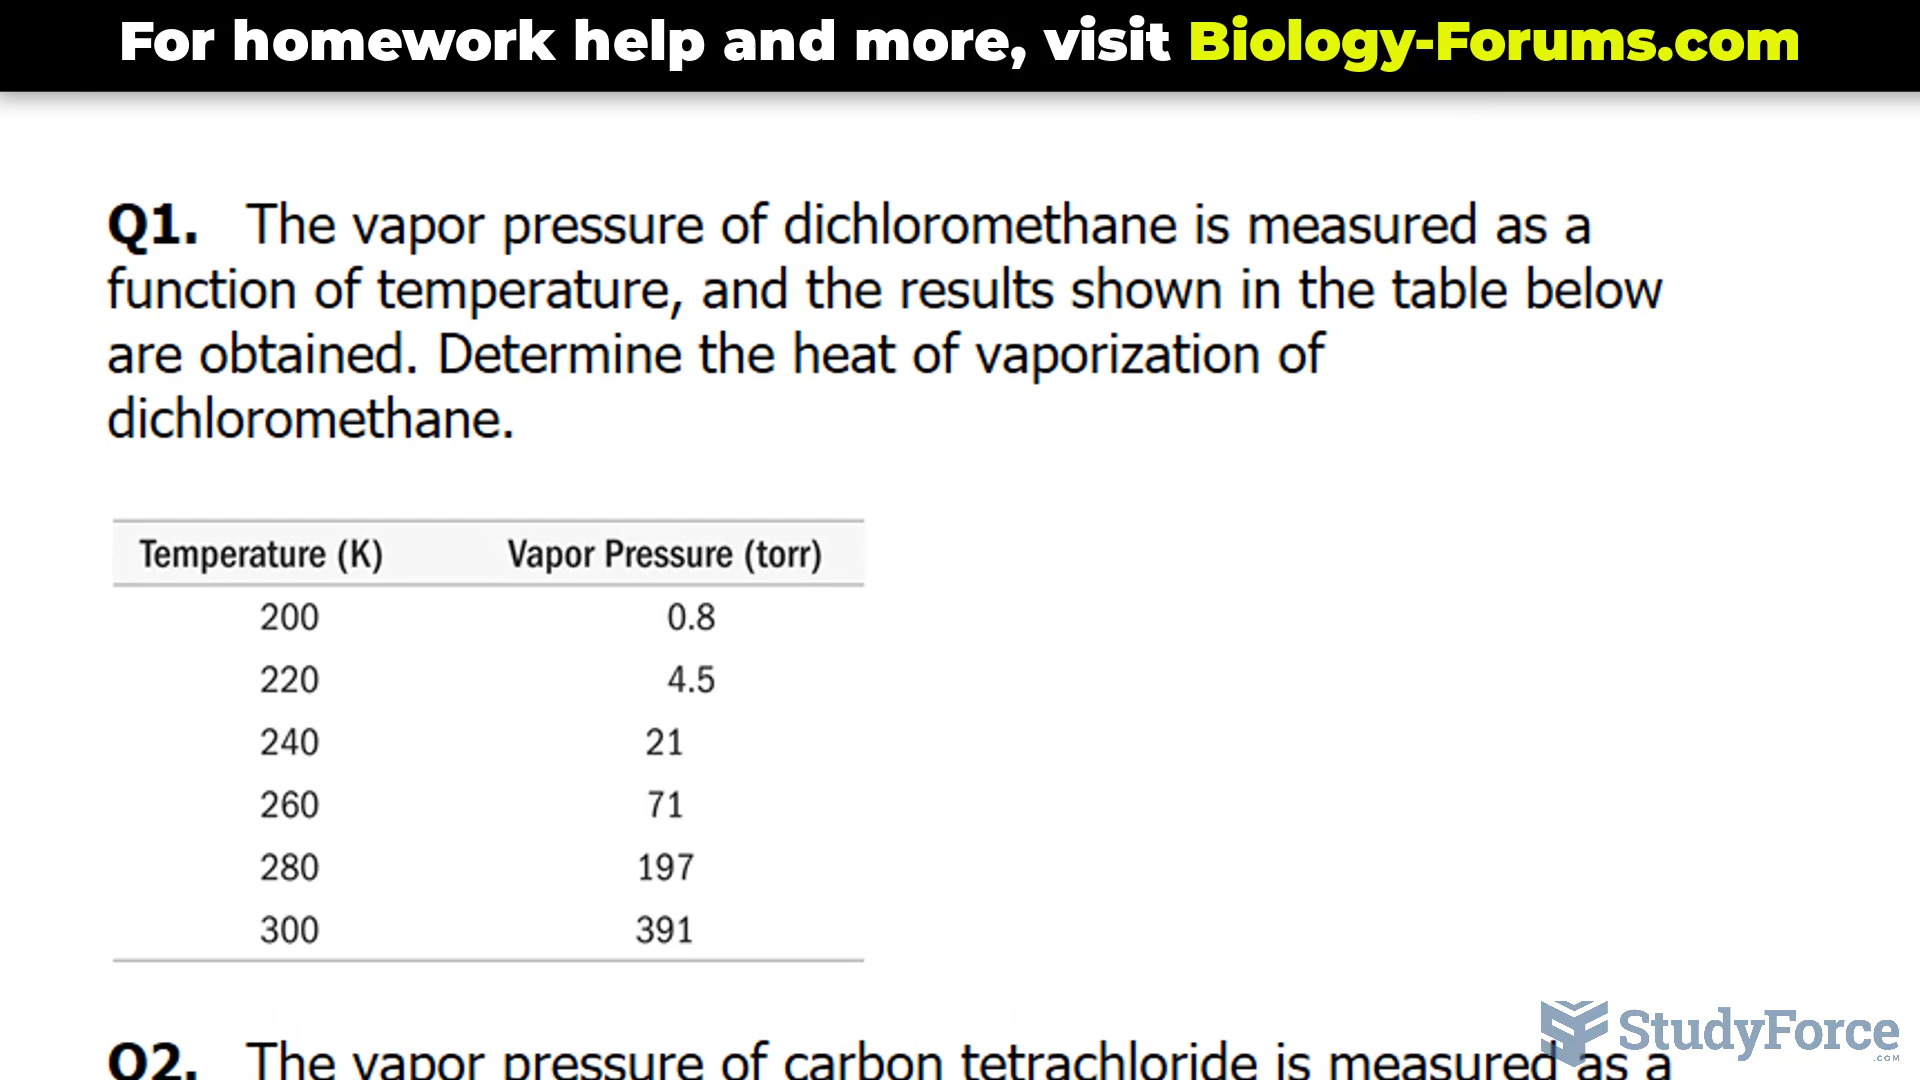 For homework help and more, visit Biology-Forums.com
Q1. The vapor pressure of dichloromethane is measured as a
function of temperature, and the results shown in the table below
are obtained. Determine the heat of vaporization of
dichloromethane.
Temperature (K) Vapor Pressure (torr)
200 0.8
220 4.5
240 21
260 71
280 197
300 391
StudyForce
.COM
Q2. The vapor pressure of carbon tetrachloride is measured as a